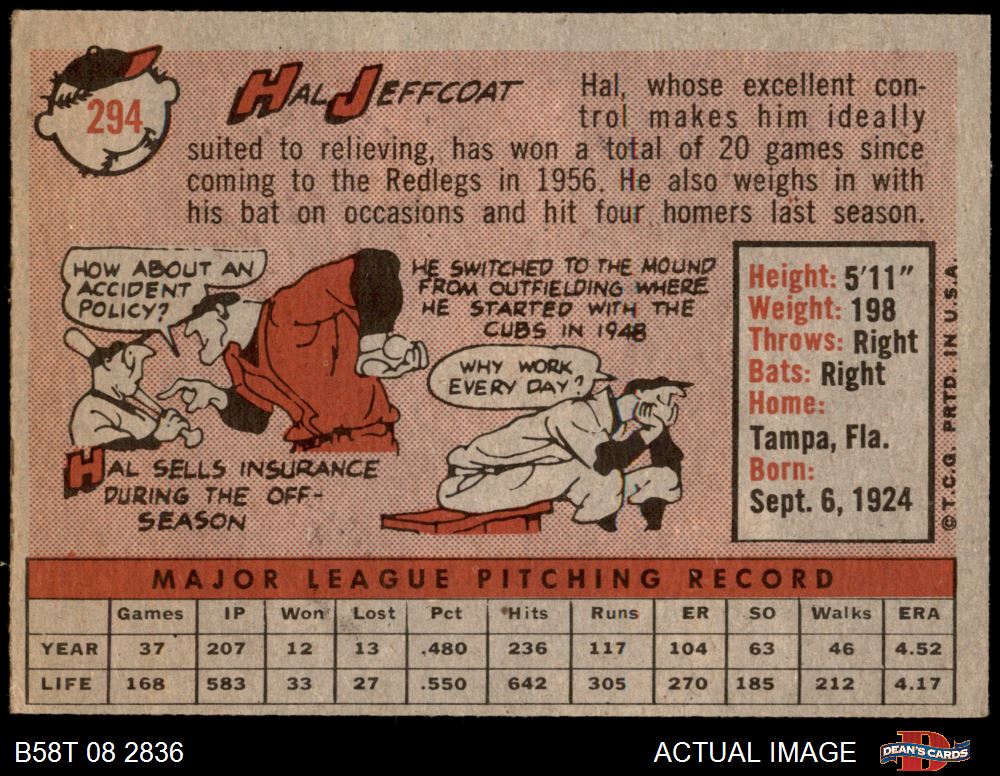 294
HAL JEFFCOAT
Hal, whose excellent con-
trol makes him ideally
suited to relieving, has won a total of 20 games since
coming to the Redlegs in 1956. He also weighs in with
his bat on occasions and hit four homers last season.
HOW ABOUT AN
ACCIDENT
POLICY?
HAL SELLS INSURANCE
DURING THE OFF-
SEASON
HE SWITCHED TO THE MOUND
FROM OUTFIELDING WHERE
HE STARTED WITH THE
CUBS IN 1948
WHY WORK
EVERY DAY?
Height: 5'11"
Weight: 198
Throws: Right
Bats: Right
Home:
Tampa, Fla.
Born:
Sept. 6, 1924
© T.C.G. PRTD. IN U.S.A.
MAJOR LEAGUE PITCHING RECORD
Games IP Won Lost Pct Hits Runs ER SO Walks ERA
YEAR 37 207 12 13 .480 236 117 104 63 46 4.52
LIFE 168 583 33 27 .550 642 305 270 185 212 4.17
B58T 08 2836
ACTUAL IMAGE
D
DEAN'S CARDS